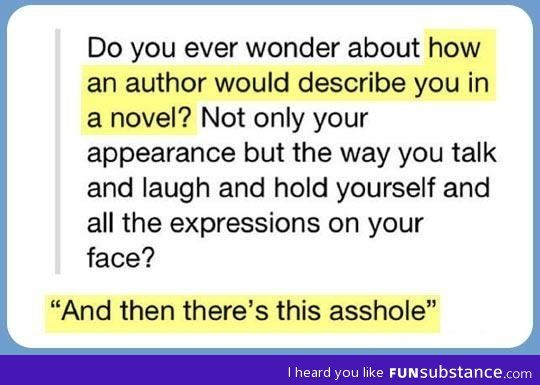 Do you ever wonder about how
an author would describe you in
a novel? Not only your
appearance but the way you talk
and laugh and hold yourself and
all the expressions on your
face?
“And then there’s this asshole”
I heard you like FUNsubstance.com